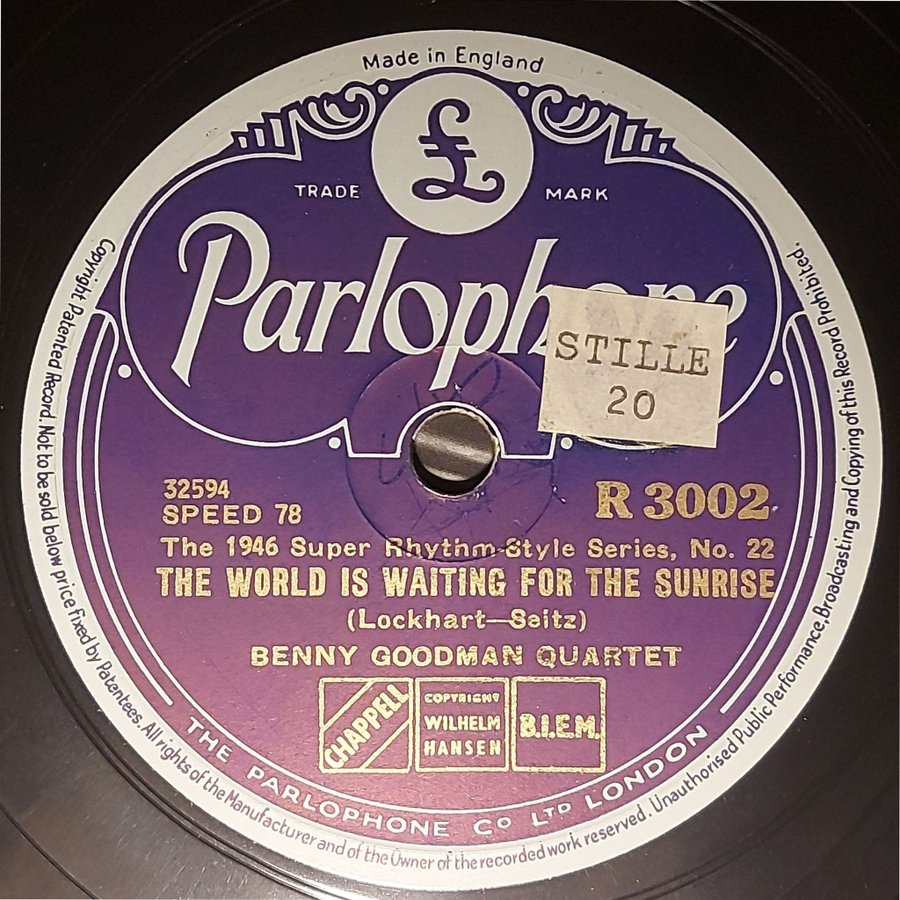 Made in England
£
TRADE MARK
Parlophone
STILLE
20
32594
SPEED 78
R 3002
The 1946 Super Rhythm-Style Series, No. 22
THE WORLD IS WAITING FOR THE SUNRISE
(Lockhart—Seitz)
BENNY GOODMAN QUARTET
CHAPPELL
COPYRIGHT
WILHELM
HANSEN
B.I.E.M.
THE PARLOPHONE CO LTD LONDON
Copyright Patented Record. Not to be sold below price fixed by Patentees. All rights of the Manufacturer and of the Owner of the recorded work reserved. Unauthorised Public Performance, Broadcasting and Copying of this Record Prohibited.